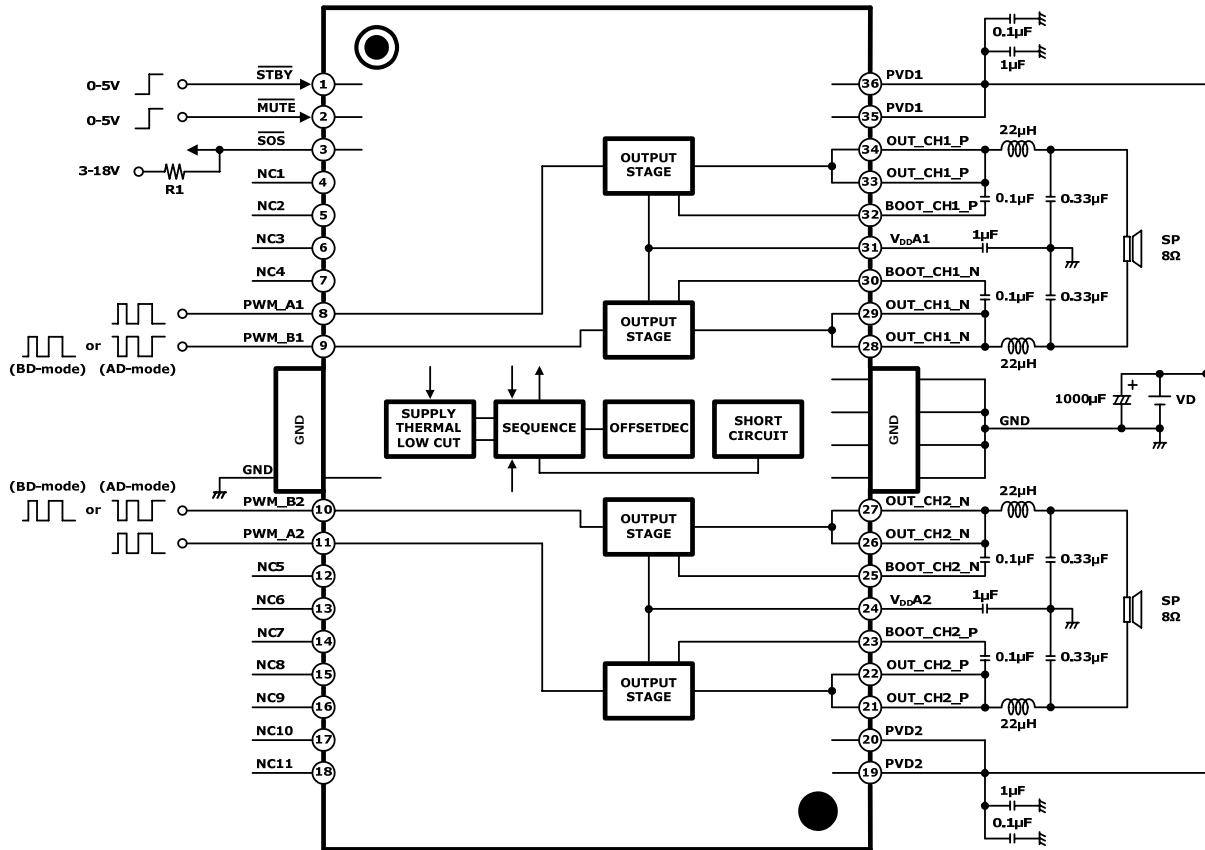 0.1µF
1µF
0-5V
STBY
1
36
PVD1
0-5V
MUTE
2
35
PVD1
SOS
3
3-18V
R1
34
OUT_CH1_P
22µH
NC1
4
33
OUT_CH1_P
0.1µF
0.33µF
NC2
5
32
BOOT_CH1_P
NC3
6
31
VDDA1
1µF
SP
8Ω
NC4
7
30
BOOT_CH1_N
PWM_A1
8
29
OUT_CH1_N
0.1µF
0.33µF
PWM_B1
9
28
OUT_CH1_N
22µH
or
(BD-mode)
(AD-mode)
OUTPUT
STAGE
OUTPUT
STAGE
GND
SUPPLY
THERMAL
LOW CUT
SEQUENCE
OFFSETDEC
SHORT
CIRCUIT
GND
GND
1000µF
+
VD
GND
(BD-mode)
(AD-mode)
or
PWM_B2
10
27
OUT_CH2_N
22µH
PWM_A2
11
26
OUT_CH2_N
0.1µF
0.33µF
NC5
12
25
BOOT_CH2_N
NC6
13
24
VDDA2
1µF
SP
8Ω
NC7
14
23
BOOT_CH2_P
NC8
15
22
OUT_CH2_P
0.1µF
0.33µF
NC9
16
21
OUT_CH2_P
22µH
NC10
17
20
PVD2
NC11
18
19
PVD2
OUTPUT
STAGE
OUTPUT
STAGE
1µF
0.1µF